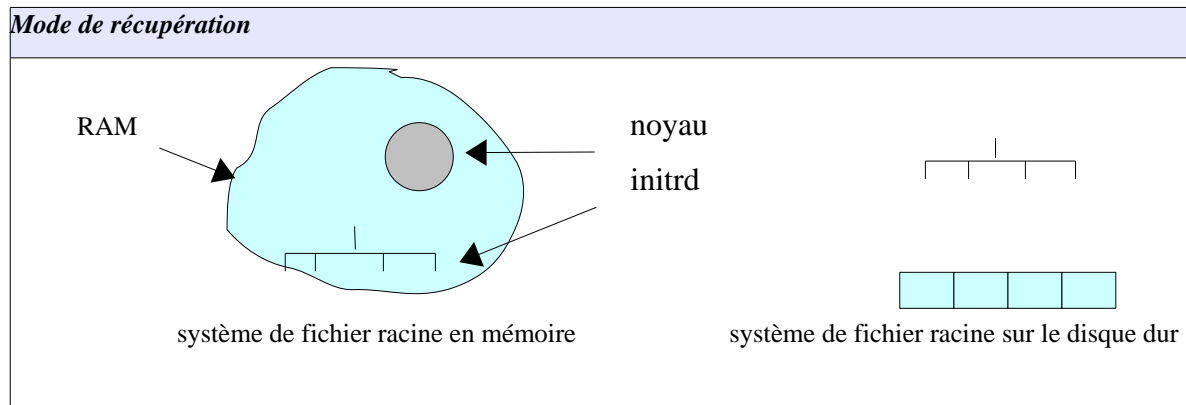 Mode de récupération
RAM
noyau
initrd
système de fichier racine en mémoire
système de fichier racine sur le disque dur